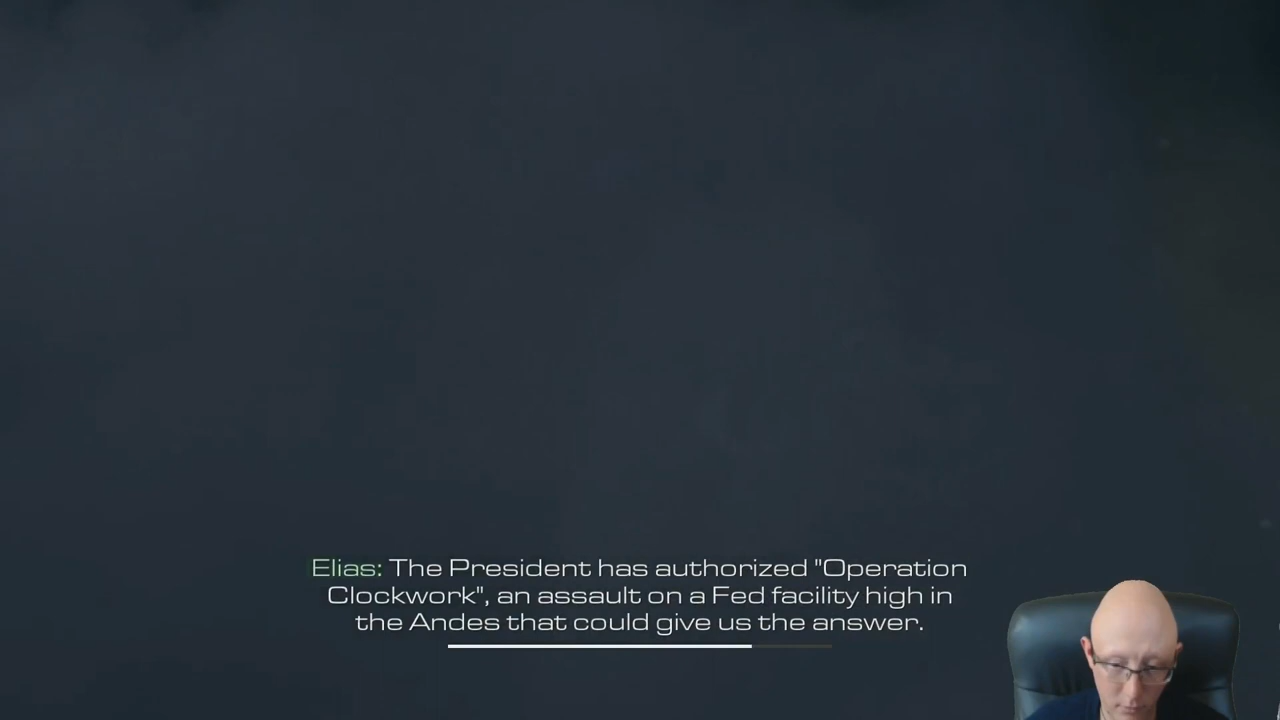 Elias: The President has authorized "Operation
Clockwork", an assault on a Fed facility high in
the Andes that could give us the answer.